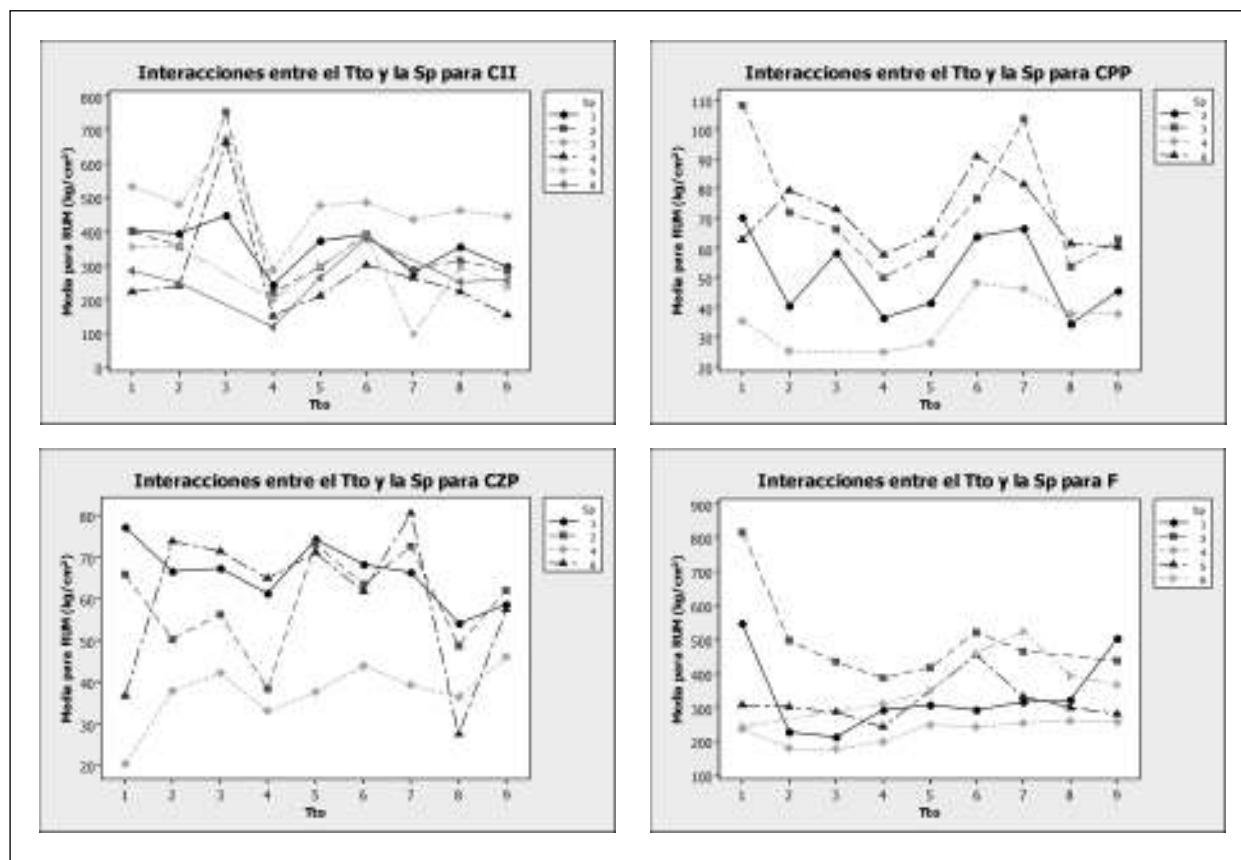 Interacciones entre el Tto y la Sp para CII
Media para RUM (kg/cm²)
800
700
600
500
400
300
200
100
0
1 2 3 4 5 6 7 8 9
Tto
Sp
1
2
3
4
5
6
Interacciones entre el Tto y la Sp para CPP
Media para RUM (kg/cm²)
110
100
90
80
70
60
50
40
30
20
1 2 3 4 5 6 7 8 9
Tto
Sp
3
4
6
Interacciones entre el Tto y la Sp para CZP
Media para RUM (kg/cm²)
80
70
60
50
40
30
20
1 2 3 4 5 6 7 8 9
Tto
Sp
2
4
6
Interacciones entre el Tto y la Sp para F
Media para RUM (kg/cm²)
900
800
700
600
500
400
300
200
100
1 2 3 4 5 6 7 8 9
Tto
Sp
3
4
5
6